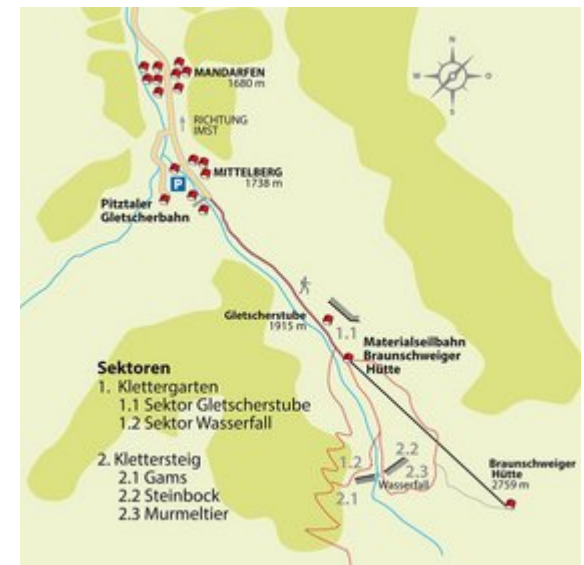 N
W
O
S
MANDARFEN
1680 m
RICHTUNG
IMST
MITTELBERG
1738 m
P
Pitztaler
Gletscherbahn
Gletscherstube
1915 m
1.1
Materialseilbahn
Braunschweiger
Hütte
Sektoren
1. Klettergarten
1.1 Sektor Gletscherstube
1.2 Sektor Wasserfall
2. Klettersteig
2.1 Gams
2.2 Steinbock
2.3 Murmeltier
2.2
1.2
2.3
Wasserfall
2.1
Braunschweiger
Hütte
2759 m